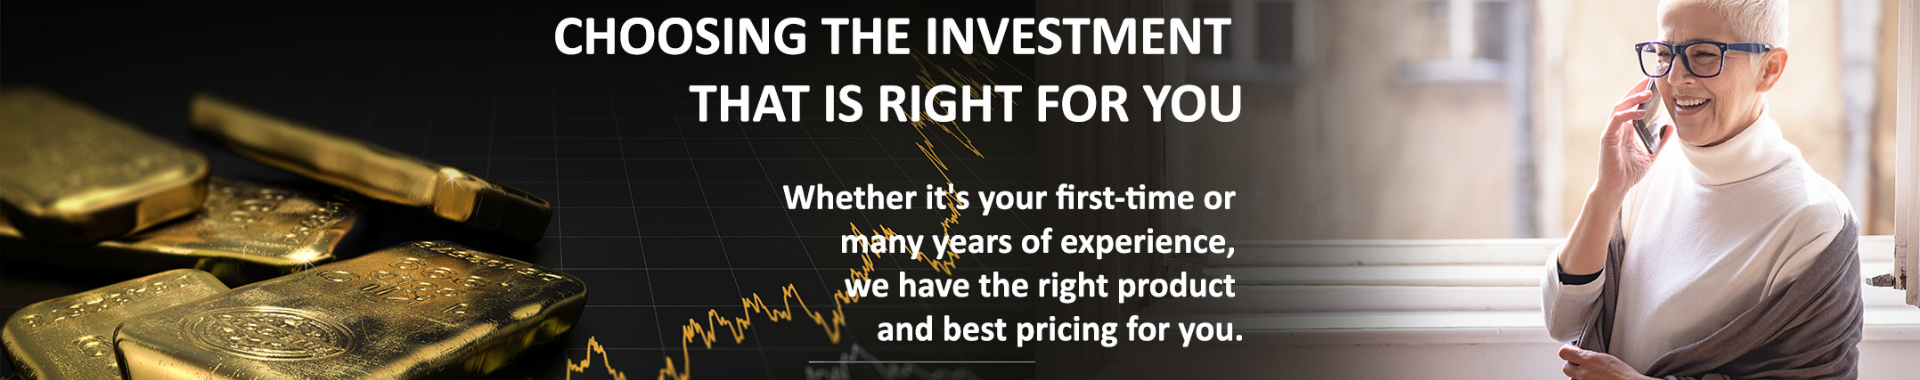 CHOOSING THE INVESTMENT
THAT IS RIGHT FOR YOU
Whether it's your first-time or
many years of experience,
we have the right product
and best pricing for you.